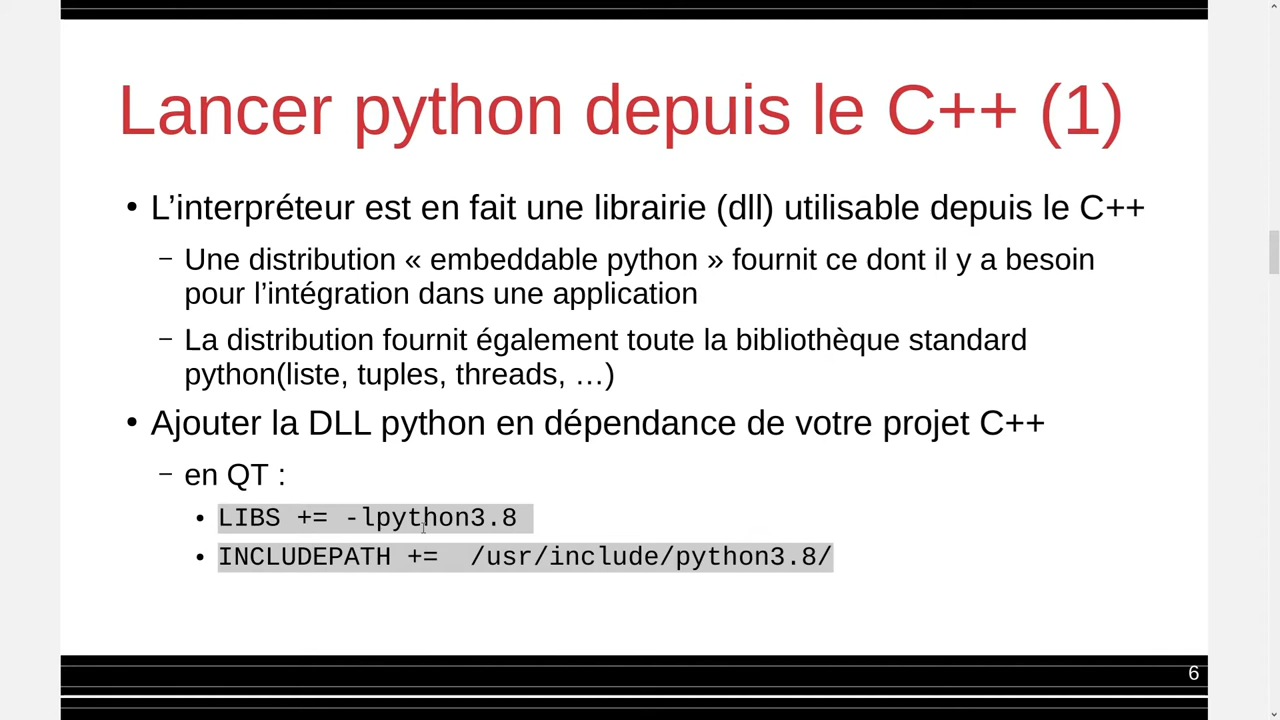 Lancer python depuis le C++ (1)
• L’interpréteur est en fait une librairie (dll) utilisable depuis le C++
– Une distribution « embeddable python » fournit ce dont il y a besoin
pour l’intégration dans une application
– La distribution fournit également toute la bibliothèque standard
python(liste, tuples, threads, …)
• Ajouter la DLL python en dépendance de votre projet C++
– en QT :
• LIBS += -lpython3.8
• INCLUDEPATH +=  /usr/include/python3.8/
6